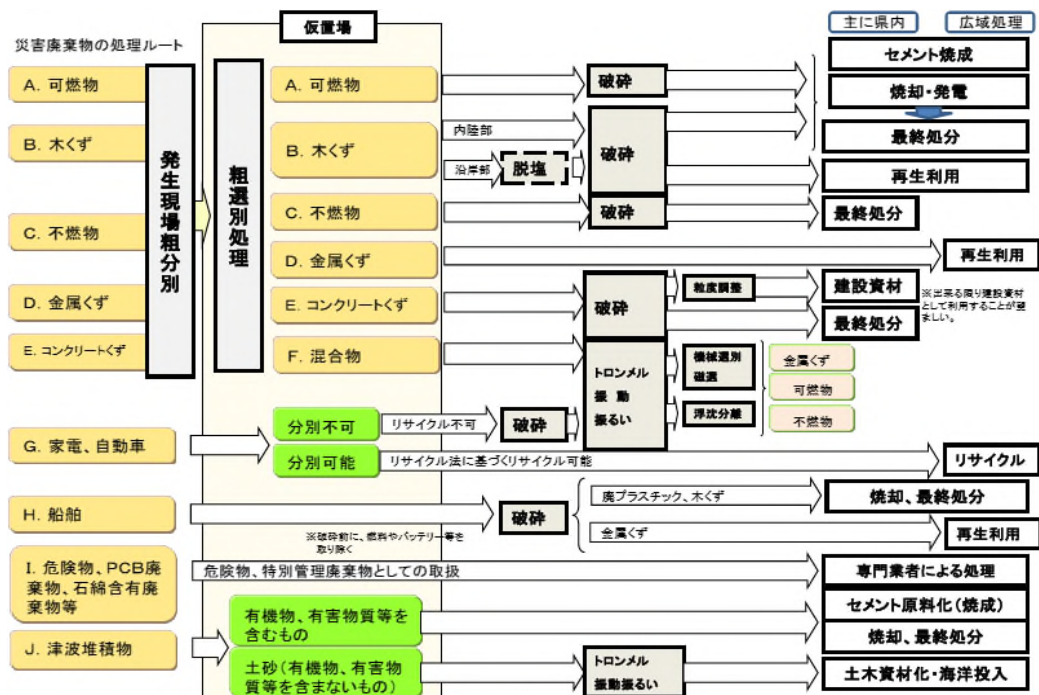 災害廃棄物の処理ルート
仮置場
主に県内
広域処理
A. 可燃物
B. 木くず
C. 不燃物
D. 金属くず
E. コンクリートくず
発生現場粗分別
粗選別処理
A. 可燃物
破砕
セメント焼成
焼却・発電
最終処分
B. 木くず
内陸部
沿岸部
脱塩
破砕
再生利用
C. 不燃物
破砕
最終処分
D. 金属くず
再生利用
E. コンクリートくず
破砕
粒度調整
建設資材
※出来る限り建設資材
として利用することが望
ましい。
最終処分
F. 混合物
トロンメル
振 動
振るい
機械選別
磁選
浮沈分離
金属くず
可燃物
不燃物
G. 家電、自動車
分別不可
リサイクル不可
破砕
分別可能
リサイクル法に基づくリサイクル可能
リサイクル
H. 船舶
※破砕前に、燃料やバッテリー等を
取り除く
破砕
廃プラスチック、木くず
焼却、最終処分
金属くず
再生利用
I. 危険物、PCB廃
棄物、石綿含有廃
棄物等
危険物、特別管理廃棄物としての取扱
専門業者による処理
J. 津波堆積物
有機物、有害物質等を
含むもの
セメント原料化(焼成)
焼却、最終処分
土砂(有機物、有害物
質等を含まないもの)
トロンメル
振動振るい
土木資材化・海洋投入